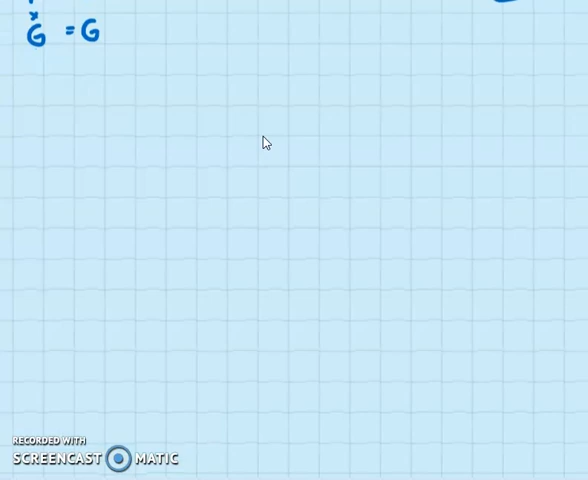 x
G = G
RECORDED WITH
SCREENCAST MATIC